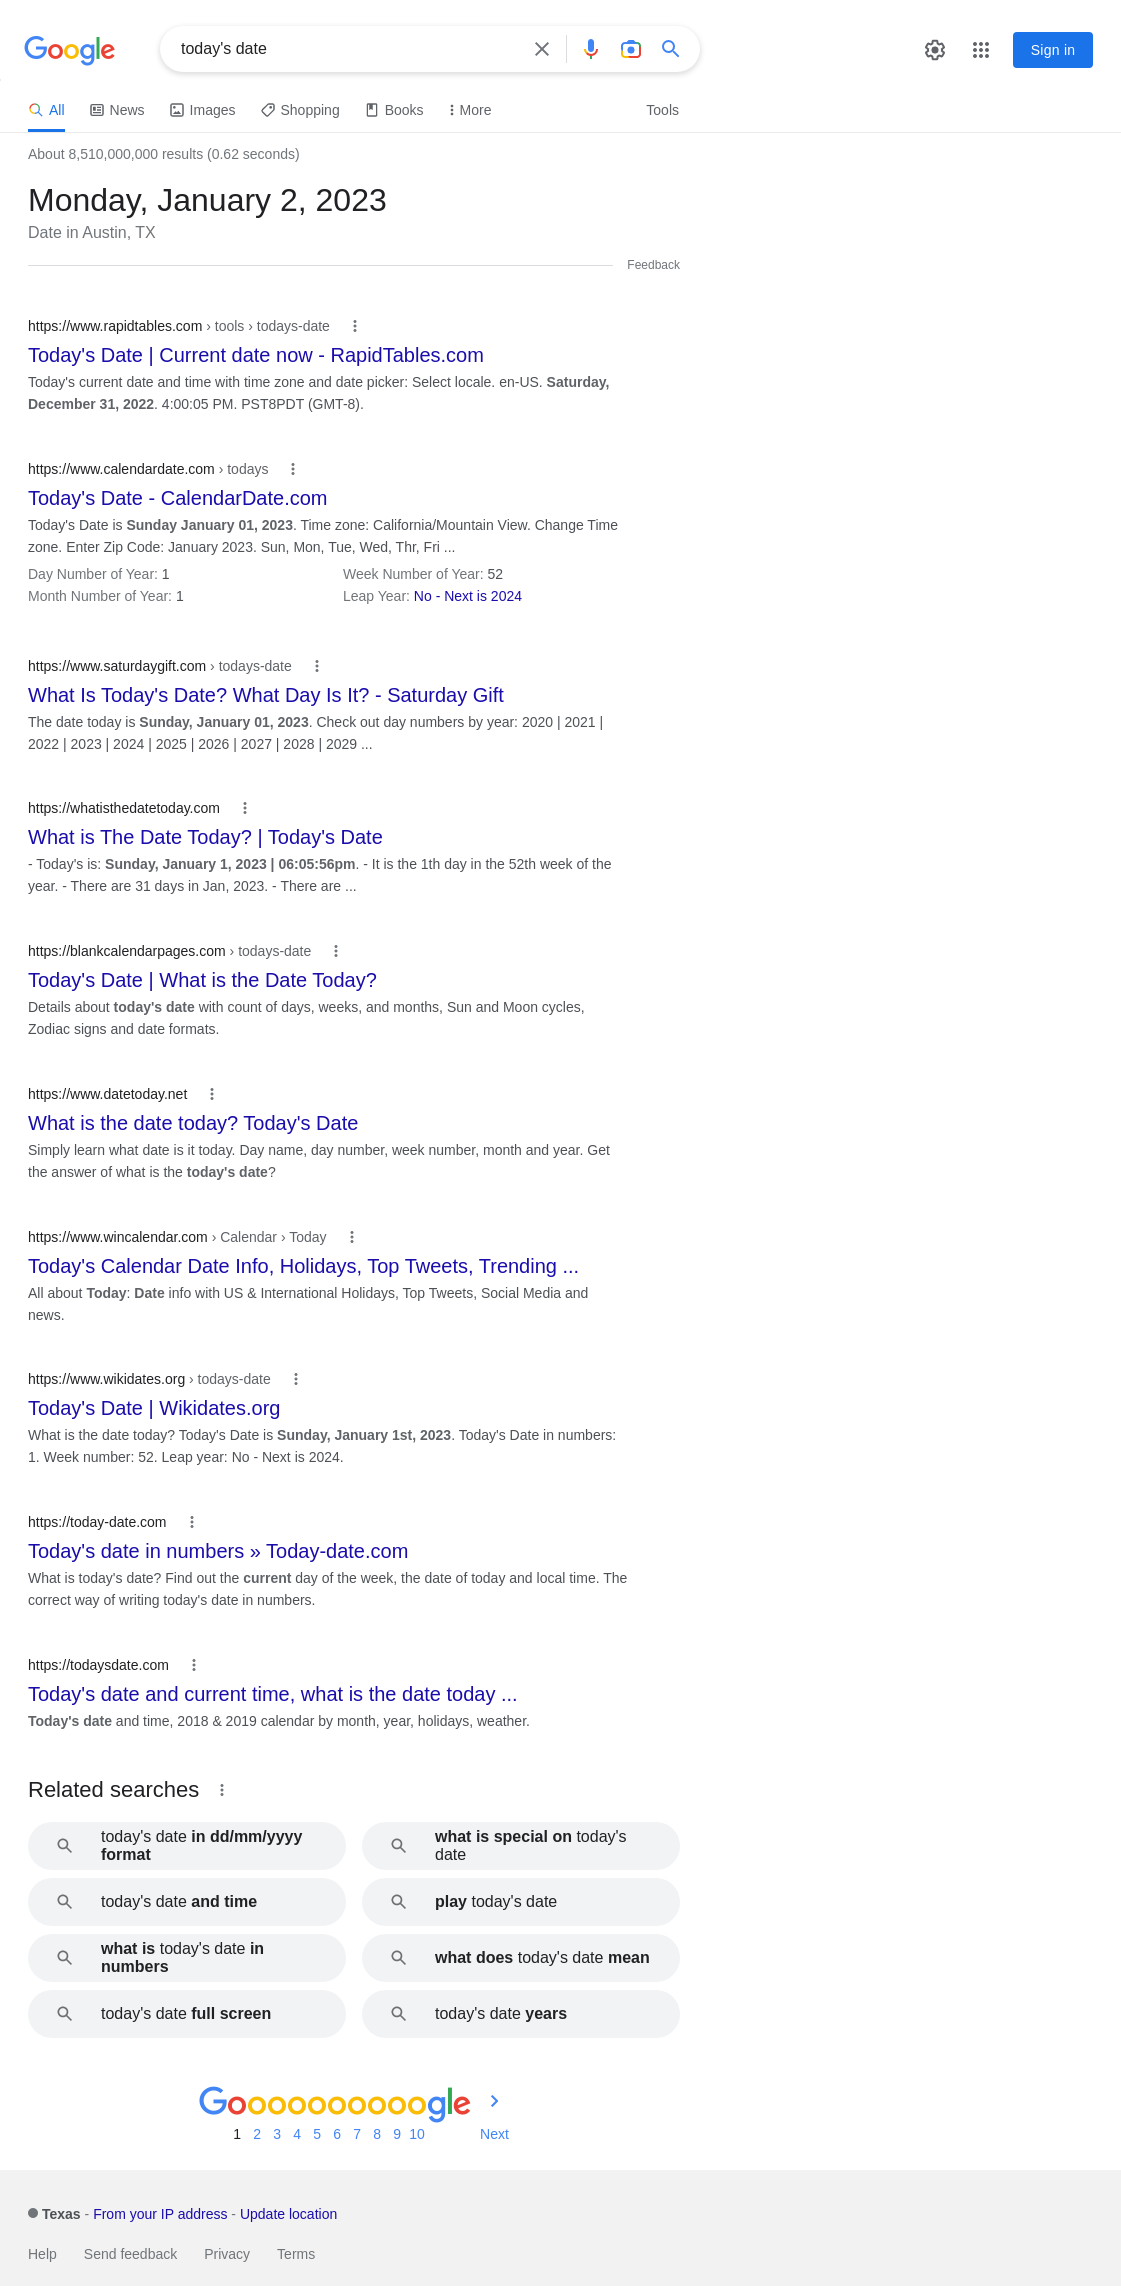 Google
today's date
Sign in
All
News
Images
Shopping
Books
More
Tools
About 8,510,000,000 results (0.62 seconds)
Monday, January 2, 2023
Date in Austin, TX
Feedback
https://www.rapidtables.com › tools › todays-date
Today's Date | Current date now - RapidTables.com
Today's current date and time with time zone and date picker: Select locale. en-US. Saturday,
December 31, 2022. 4:00:05 PM. PST8PDT (GMT-8).
https://www.calendardate.com › todays
Today's Date - CalendarDate.com
Today's Date is Sunday January 01, 2023. Time zone: California/Mountain View. Change Time
zone. Enter Zip Code: January 2023. Sun, Mon, Tue, Wed, Thr, Fri ...
Day Number of Year: 1
Week Number of Year: 52
Month Number of Year: 1
Leap Year: No - Next is 2024
https://www.saturdaygift.com › todays-date
What Is Today's Date? What Day Is It? - Saturday Gift
The date today is Sunday, January 01, 2023. Check out day numbers by year: 2020 | 2021 |
2022 | 2023 | 2024 | 2025 | 2026 | 2027 | 2028 | 2029 ...
https://whatisthedatetoday.com
What is The Date Today? | Today's Date
- Today's is: Sunday, January 1, 2023 | 06:05:56pm. - It is the 1th day in the 52th week of the
year. - There are 31 days in Jan, 2023. - There are ...
https://blankcalendarpages.com › todays-date
Today's Date | What is the Date Today?
Details about today's date with count of days, weeks, and months, Sun and Moon cycles,
Zodiac signs and date formats.
https://www.datetoday.net
What is the date today? Today's Date
Simply learn what date is it today. Day name, day number, week number, month and year. Get
the answer of what is the today's date?
https://www.wincalendar.com › Calendar › Today
Today's Calendar Date Info, Holidays, Top Tweets, Trending ...
All about Today: Date info with US & International Holidays, Top Tweets, Social Media and
news.
https://www.wikidates.org › todays-date
Today's Date | Wikidates.org
What is the date today? Today's Date is Sunday, January 1st, 2023. Today's Date in numbers:
1. Week number: 52. Leap year: No - Next is 2024.
https://today-date.com
Today's date in numbers » Today-date.com
What is today's date? Find out the current day of the week, the date of today and local time. The
correct way of writing today's date in numbers.
https://todaysdate.com
Today's date and current time, what is the date today ...
Today's date and time, 2018 & 2019 calendar by month, year, holidays, weather.
Related searches
today's date in dd/mm/yyyy
format
what is special on today's
date
today's date and time
play today's date
what is today's date in
numbers
what does today's date mean
today's date full screen
today's date years
Goooooooooogle
1 2 3 4 5 6 7 8 9 10 Next
Texas - From your IP address - Update location
Help Send feedback Privacy Terms